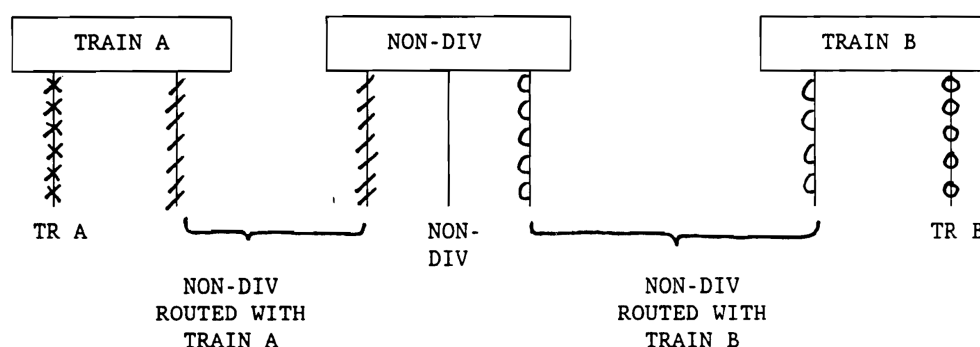 TRAIN A
NON-DIV
TRAIN B
TR A
NON-
DIV
TR B
NON-DIV
ROUTED WITH
TRAIN A
NON-DIV
ROUTED WITH
TRAIN B